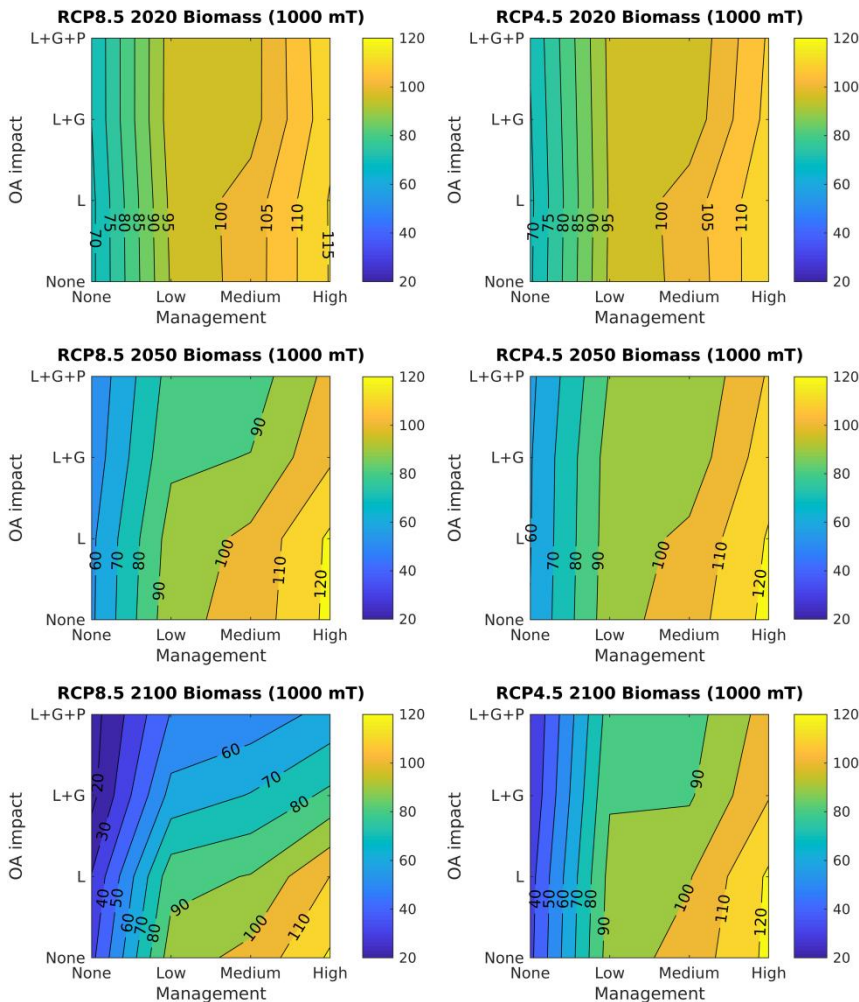 RCP8.5 2020 Biomass (1000 mT)
L+G+P
L+G
L
None
OA impact
70
75
80
85
90
95
100
105
110
115
None
Low
Medium
High
Management
120
100
80
60
40
20
RCP4.5 2020 Biomass (1000 mT)
L+G+P
L+G
L
None
OA impact
70
75
80
85
90
95
100
105
110
None
Low
Medium
High
Management
120
100
80
60
40
20
RCP8.5 2050 Biomass (1000 mT)
L+G+P
L+G
L
None
OA impact
90
60
70
80
90
100
110
120
None
Low
Medium
High
Management
120
100
80
60
40
20
RCP4.5 2050 Biomass (1000 mT)
L+G+P
L+G
L
None
OA impact
60
70
80
90
100
110
120
None
Low
Medium
High
Management
120
100
80
60
40
20
RCP8.5 2100 Biomass (1000 mT)
L+G+P
L+G
L
None
OA impact
20
30
40
50
60
70
80
60
70
80
90
100
110
None
Low
Medium
High
Management
120
100
80
60
40
20
RCP4.5 2100 Biomass (1000 mT)
L+G+P
L+G
L
None
OA impact
90
40
50
60
70
80
90
100
110
120
None
Low
Medium
High
Management
120
100
80
60
40
20